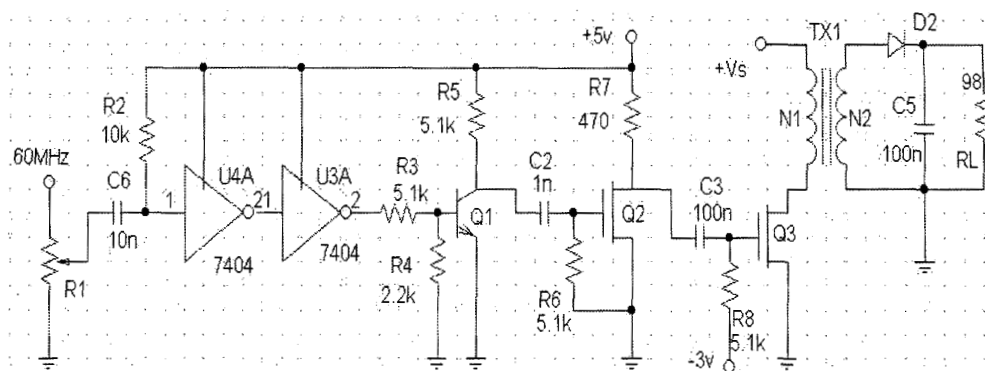 +5v
TX1
D2
+Vs
R2
10k
R5
5.1k
R7
470
N1
N2
C5
100n
98
RL
60MHz
C6
10n
1
U4A
21
7404
U3A
2
7404
R3
5.1k
Q1
C2
1n
Q2
C3
100n
Q3
R1
R4
2.2k
R6
5.1k
R8
5.1k
-3v